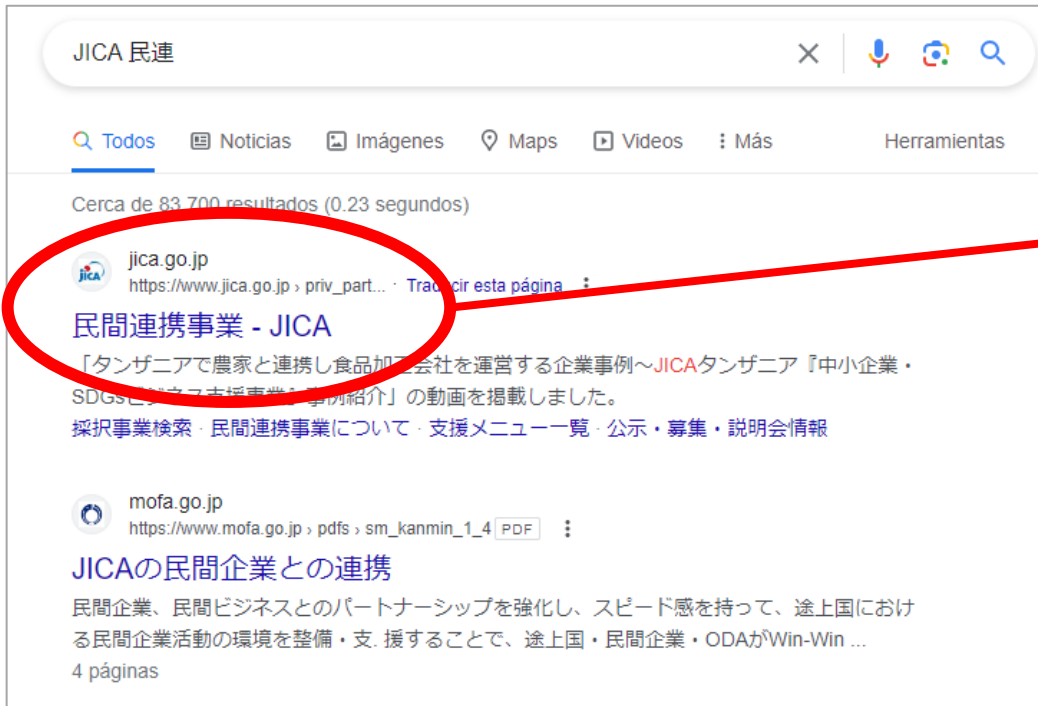 JICA 民連
Todos Noticias Imágenes Maps Videos Más Herramientas
Cerca de 83,700 resultados (0.23 segundos)
JICA
jica.go.jp
https://www.jica.go.jp › priv_part... · Traducir esta página
民間連携事業 - JICA
「タンザニアで農家と連携し食品加工会社を運営する企業事例~JICAタンザニア『中小企業・
SDGsビジネス支援事業』事例紹介」の動画を掲載しました。
採択事業検索 · 民間連携事業について · 支援メニュー一覧 · 公示・募集・説明会情報
mofa.go.jp
https://www.mofa.go.jp › pdfs › sm_kanmin_1_4 PDF
JICAの民間企業との連携
民間企業、民間ビジネスとのパートナーシップを強化し、スピード感を持って、途上国におけ
る民間企業活動の環境を整備・支. 援することで、途上国・民間企業・ODAがWin-Win ...
4 páginas